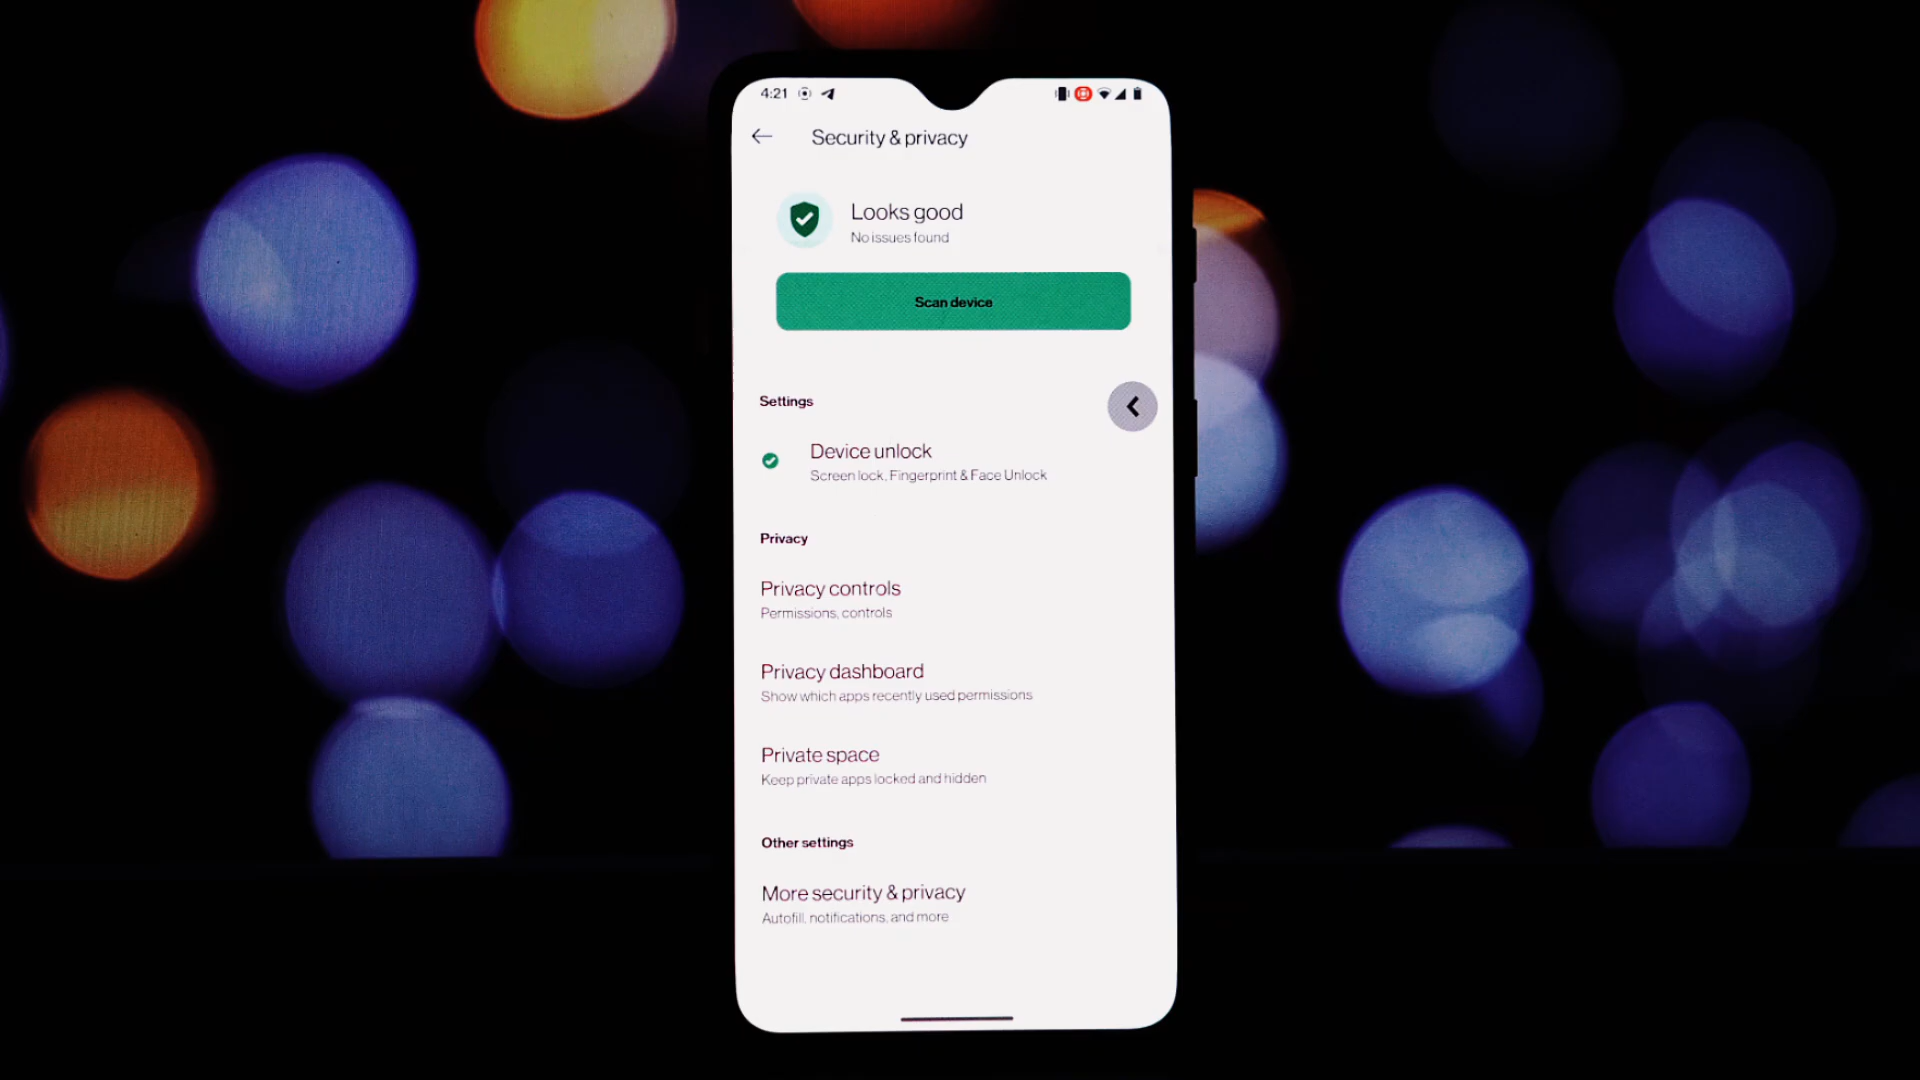 4:21
Security & privacy
Looks good
No issues found
Scan device
Settings
Device unlock
Screen lock, Fingerprint & Face Unlock
Privacy
Privacy controls
Permissions, controls
Privacy dashboard
Show which apps recently used permissions
Private space
Keep private apps locked and hidden
Other settings
More security & privacy
Autofill, notifications, and more